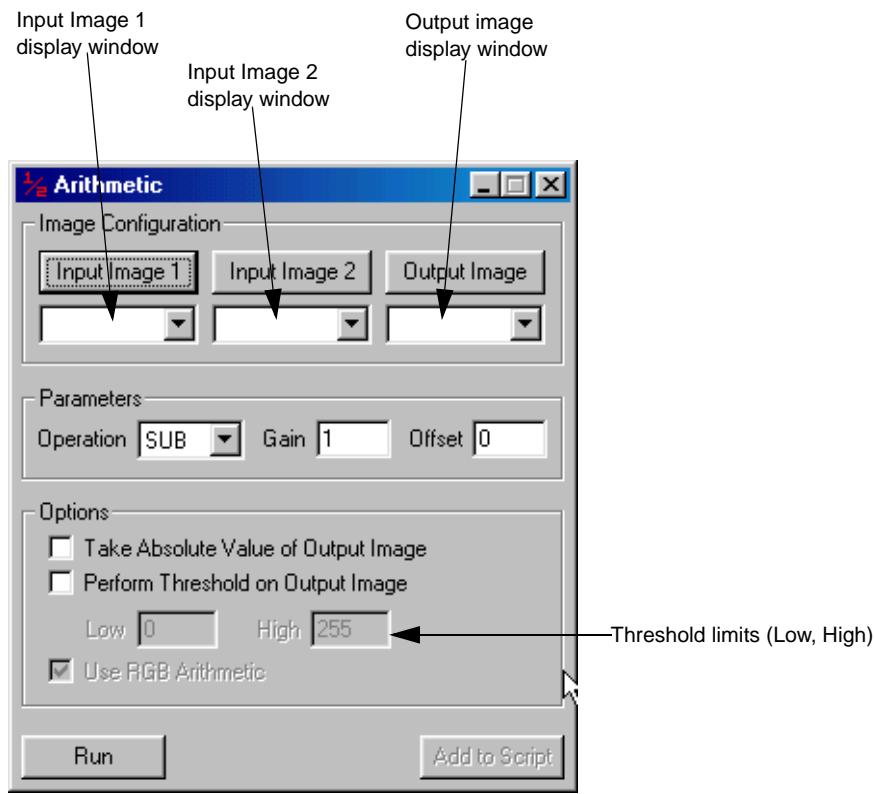 Input Image 1
display window
Output image
display window
Input Image 2
display window
1/2 Arithmetic
Image Configuration
Input Image 1 Input Image 2 Output Image
Parameters
Operation SUB Gain 1 Offset 0
Options
Take Absolute Value of Output Image
Perform Threshold on Output Image
Low 0 High 255
Threshold limits (Low, High)
Use RGB Arithmetic
Run Add to Script